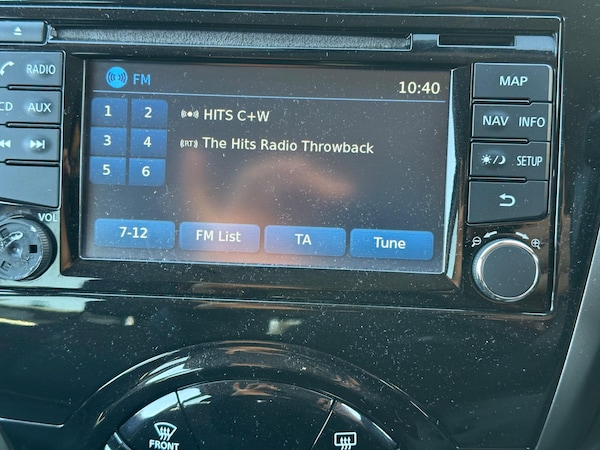 RADIO
CD AUX
VOL
FM
10:40
1 2
3 4
5 6
HITS C+W
(RT) The Hits Radio Throwback
7-12 FM List TA Tune
MAP
NAV INFO
SETUP
FRONT